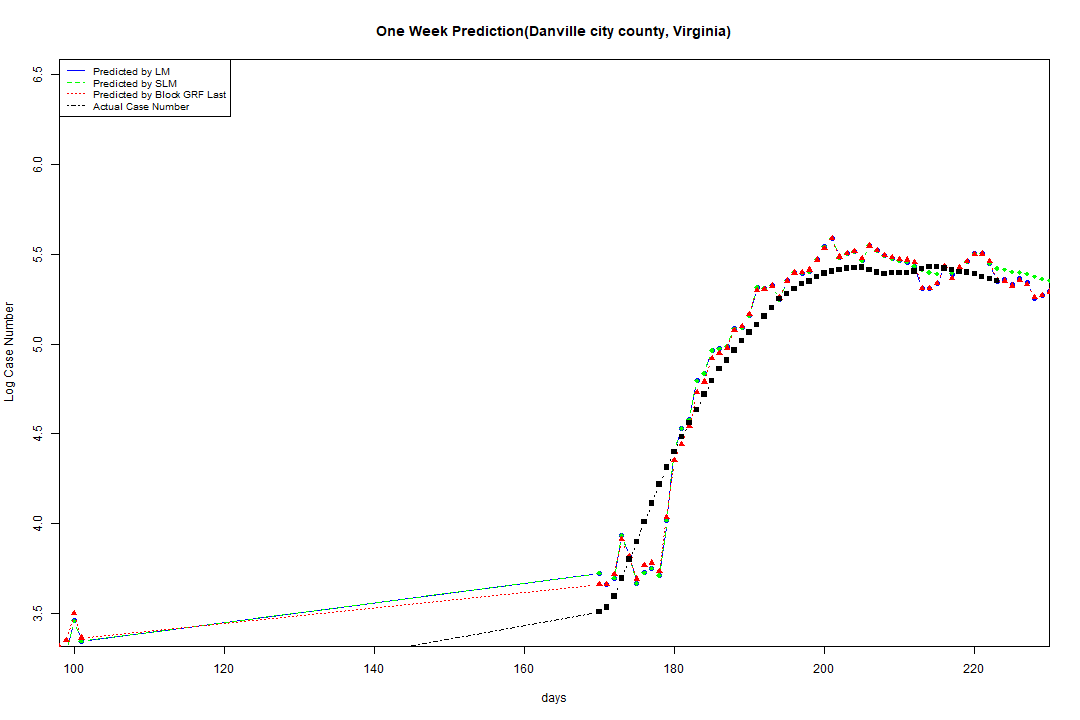 One Week Prediction(Danville city county, Virginia)
Predicted by LM
Predicted by SLM
Predicted by Block GRF Last
Actual Case Number
6.5
6.0
5.5
5.0
4.5
4.0
3.5
Log Case Number
100 120 140 160 180 200 220
days